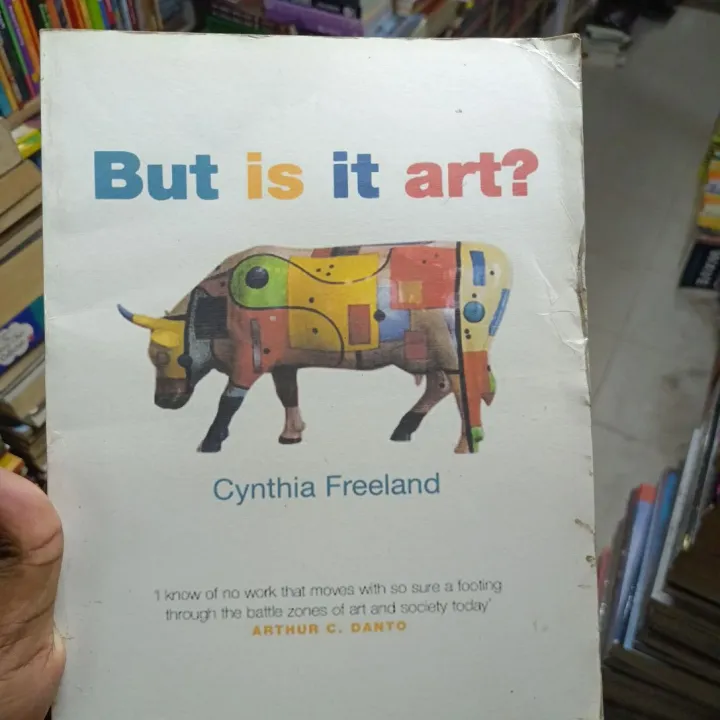 But is it art?
Cynthia Freeland
'I know of no work that moves with so sure a footing
through the battle zones of art and society today'
ARTHUR C. DANTO